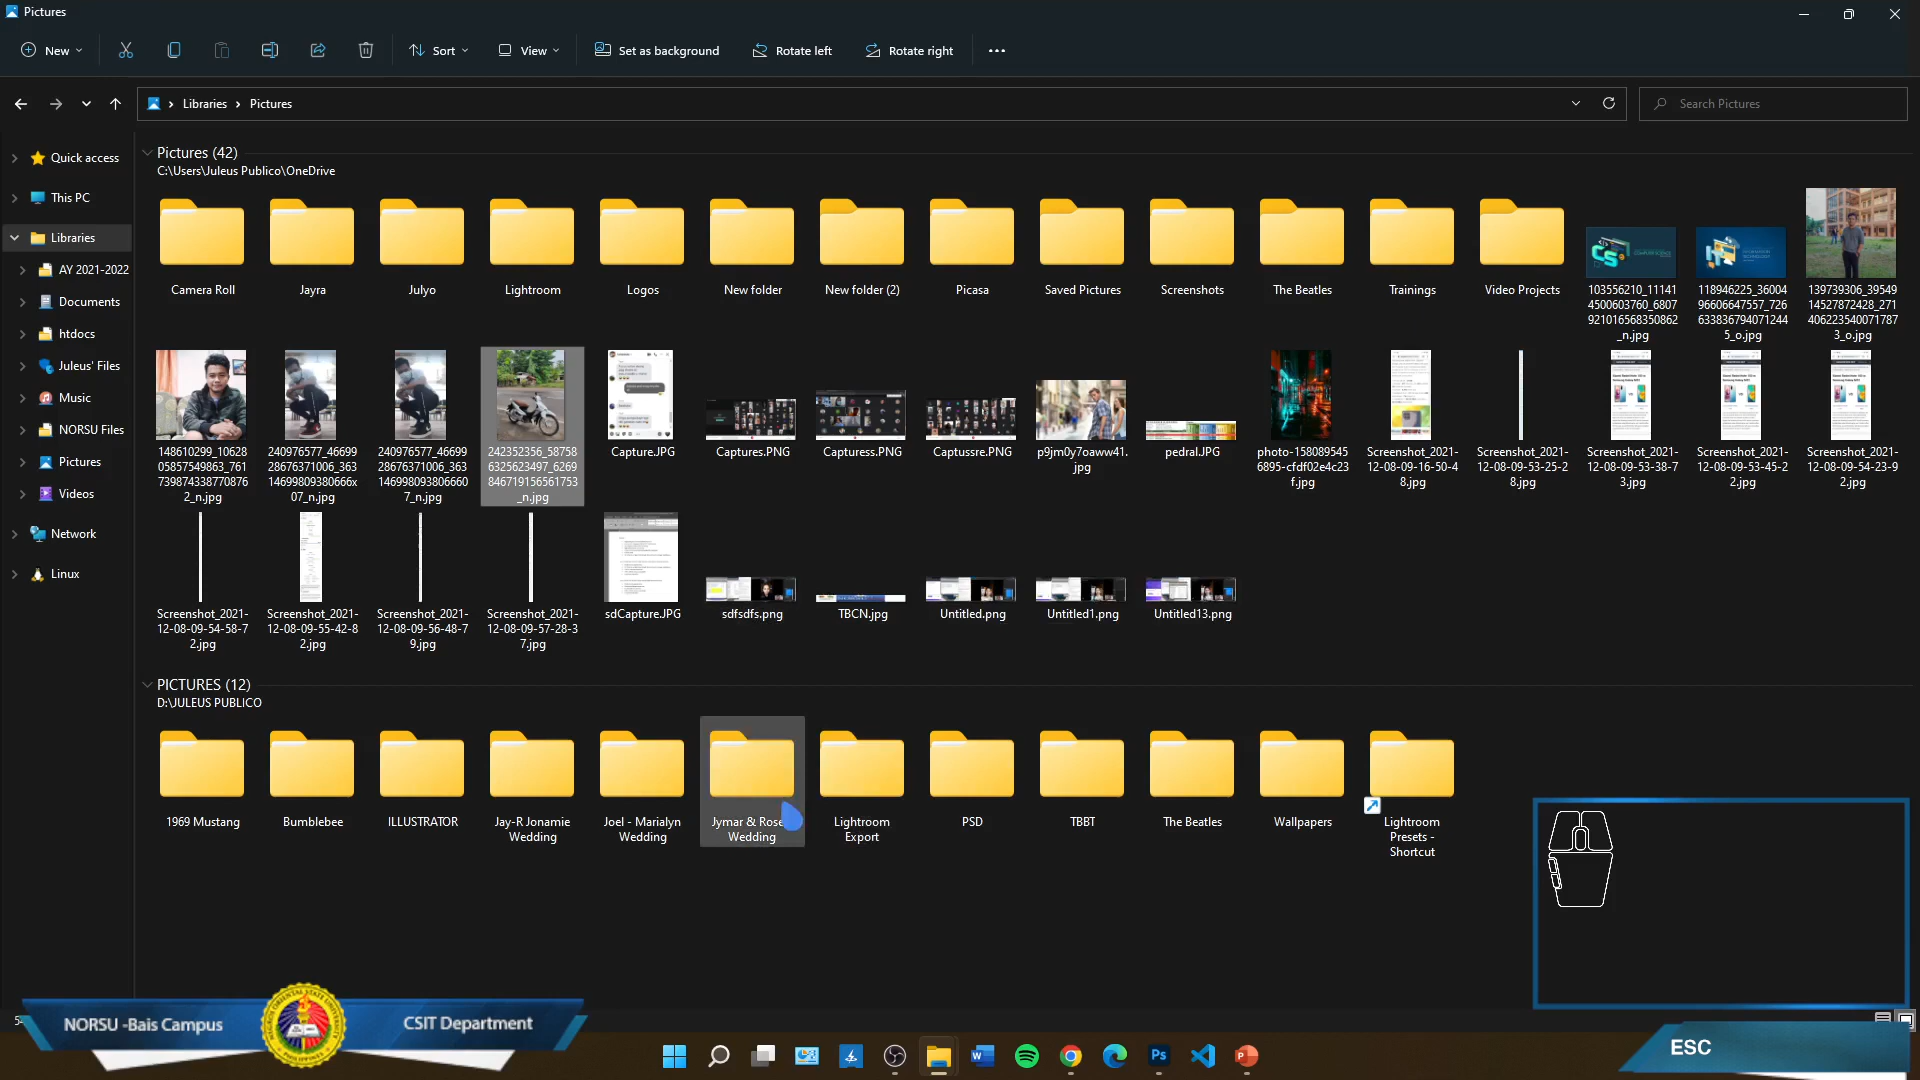 Pictures
New
Sort
View
Set as background
Rotate left
Rotate right
Libraries
Pictures
Search Pictures
Quick access
This PC
Libraries
AY 2021-2022
Documents
htdocs
Juleus' Files
Music
NORSU Files
Pictures
Videos
Network
Linux
Pictures (42)
C:\Users\Juleus Publico\OneDrive
Camera Roll
Jayra
Julyo
Lightroom
Logos
New folder
New folder (2)
Picasa
Saved Pictures
Screenshots
The Beatles
Trainings
Video Projects
103556210_11141
4500603760_6807
921016568350862
_n.jpg
118946225_36004
96606647557_726
633836794071244
5_o.jpg
139739306_39549
14527872428_271
406223540071787
3_o.jpg
148610299_10628
05857549863_761
739874338770876
2_n.jpg
240976577_46699
28676371006_363
14699809380666x
07_n.jpg
240976577_46699
28676371006_363
146998093806660
7_n.jpg
242352356_58758
6325623497_6269
846719156561753
_n.jpg
Capture.JPG
Captures.PNG
Capturess.PNG
Captussre.PNG
p9jm0y7oaww41.
jpg
pedral.JPG
photo-158089545
6895-cfdf02e4c23
f.jpg
Screenshot_2021-
12-08-09-16-50-4
8.jpg
Screenshot_2021-
12-08-09-53-25-2
8.jpg
Screenshot_2021-
12-08-09-53-38-7
3.jpg
Screenshot_2021-
12-08-09-53-45-2
2.jpg
Screenshot_2021-
12-08-09-54-23-9
2.jpg
Screenshot_2021-
12-08-09-54-58-7
2.jpg
Screenshot_2021-
12-08-09-55-42-8
2.jpg
Screenshot_2021-
12-08-09-56-48-7
9.jpg
Screenshot_2021-
12-08-09-57-28-3
7.jpg
sdCapture.JPG
sdfsdfs.png
TBCN.jpg
Untitled.png
Untitled1.png
Untitled13.png
PICTURES (12)
D:\JULEUS PUBLICO
1969 Mustang
Bumblebee
ILLUSTRATOR
Jay-R Jonamie
Wedding
Joel - Marialyn
Wedding
Jymar & Rose
Wedding
Lightroom
Export
PSD
TBBT
The Beatles
Wallpapers
Lightroom
Presets -
Shortcut
NORSU -Bais Campus
CSIT Department
ESC